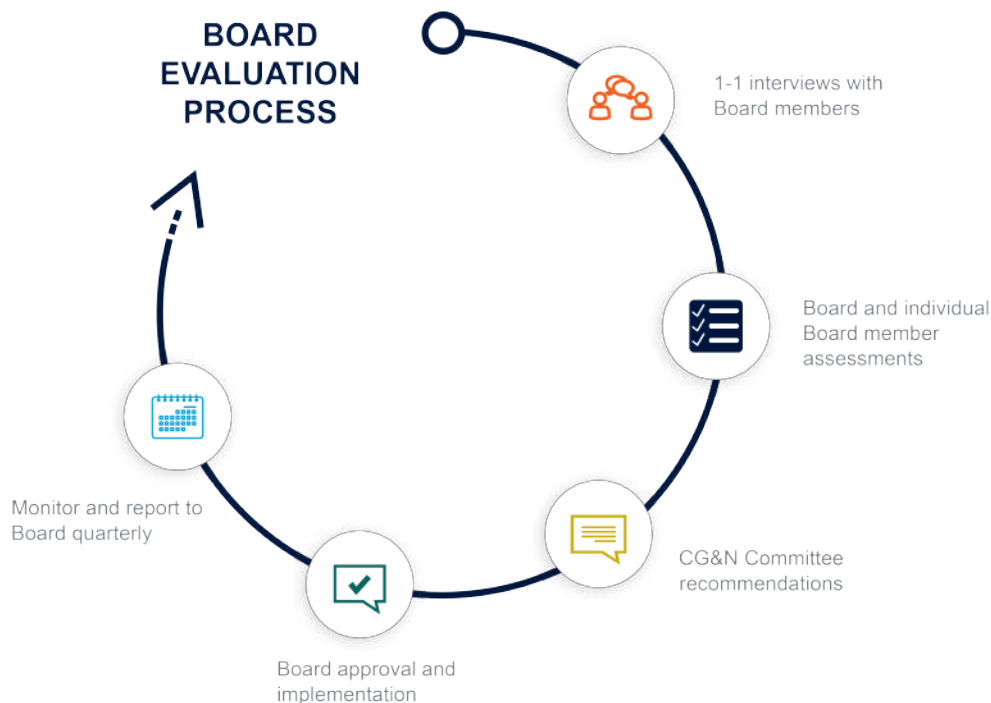 BOARD
EVALUATION
PROCESS
1-1 interviews with
Board members
Board and individual
Board member
assessments
CG&N Committee
recommendations
Board approval and
implementation
Monitor and report to
Board quarterly